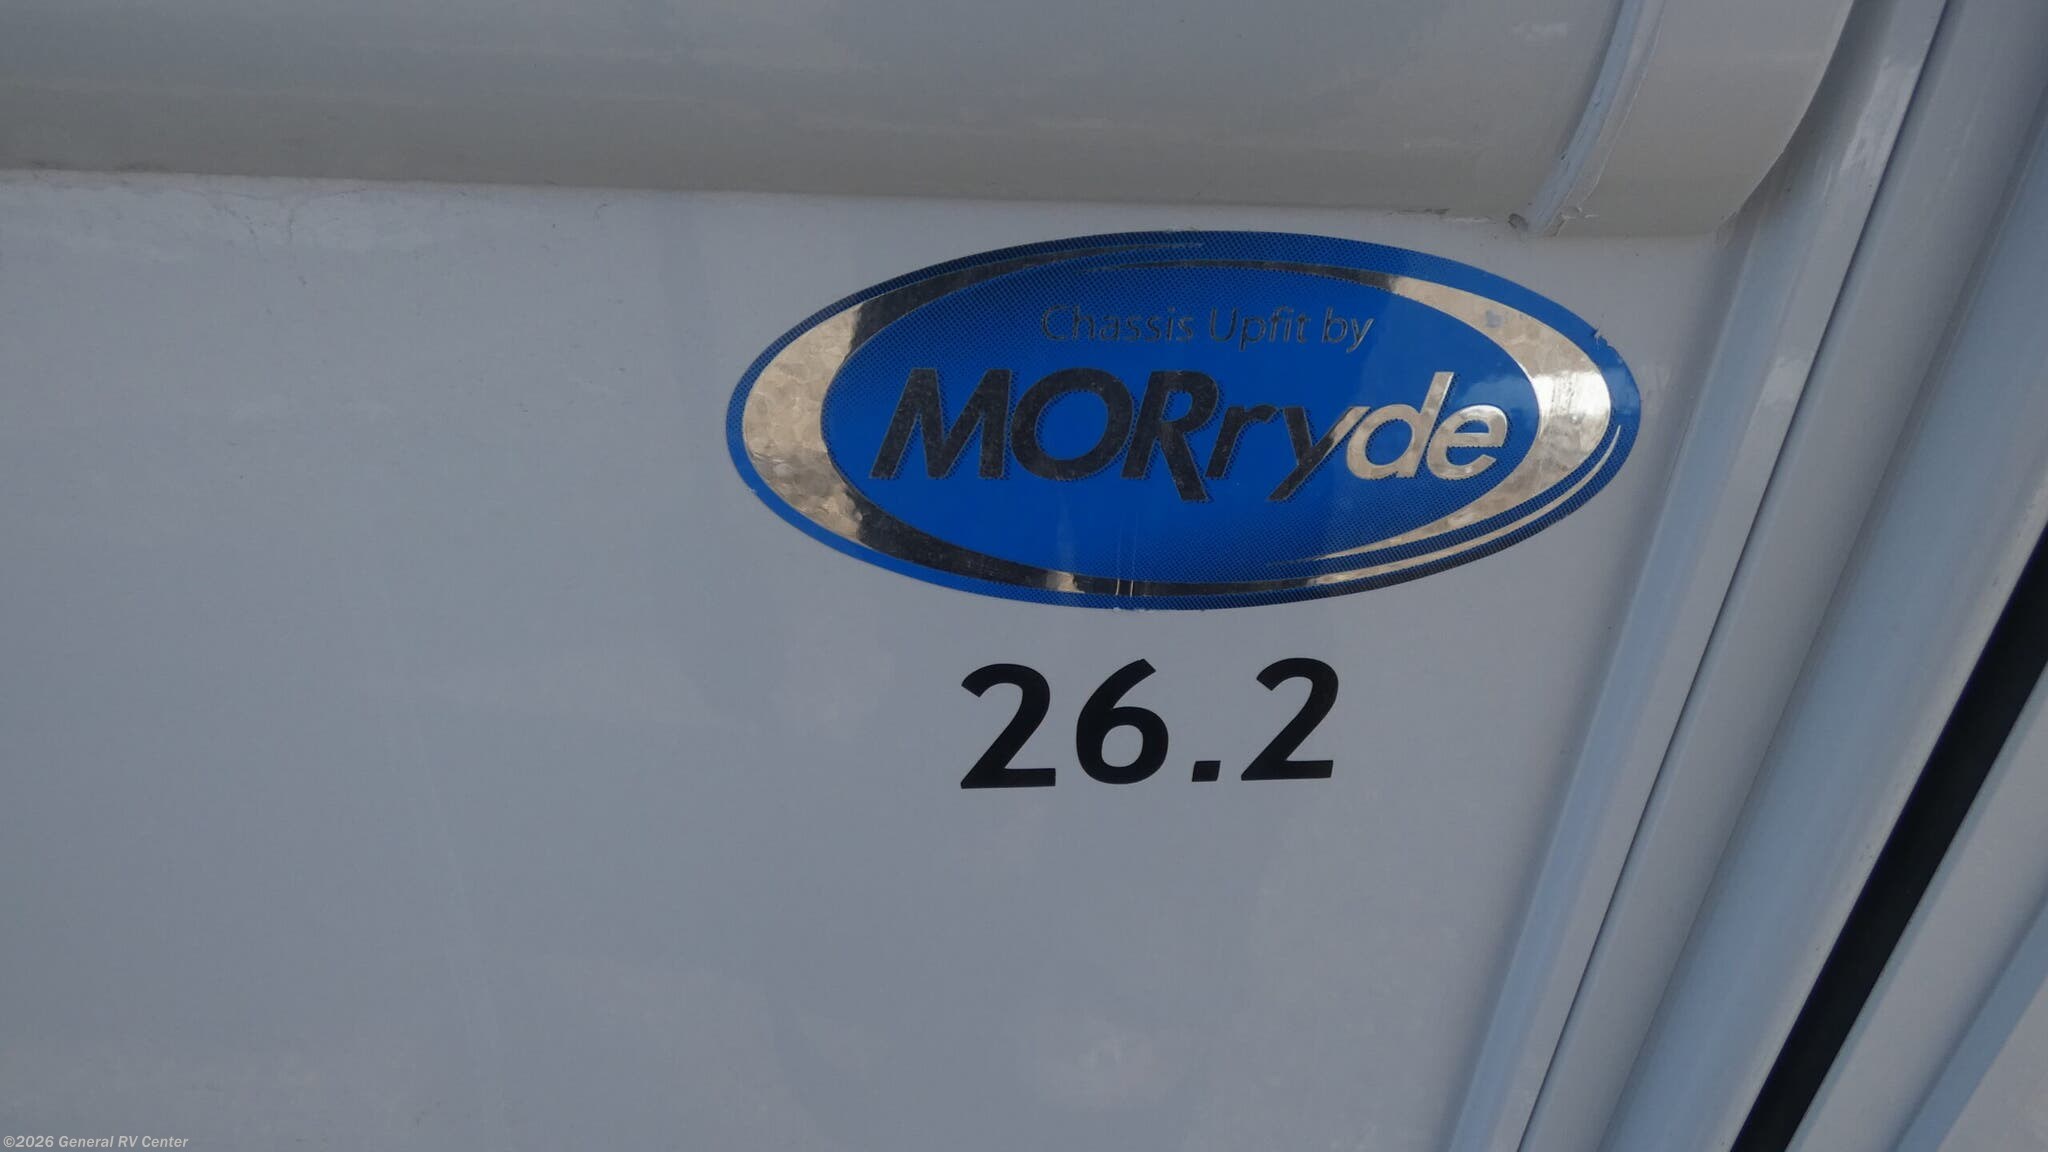 Chassis Upfit by
MORryde
26.2
©2026 General RV Center